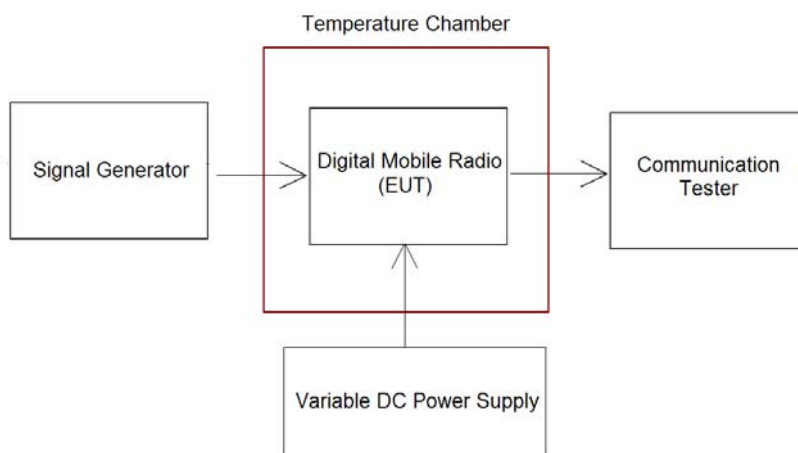 Temperature Chamber
Signal Generator
Digital Mobile Radio
(EUT)
Communication
Tester
Variable DC Power Supply